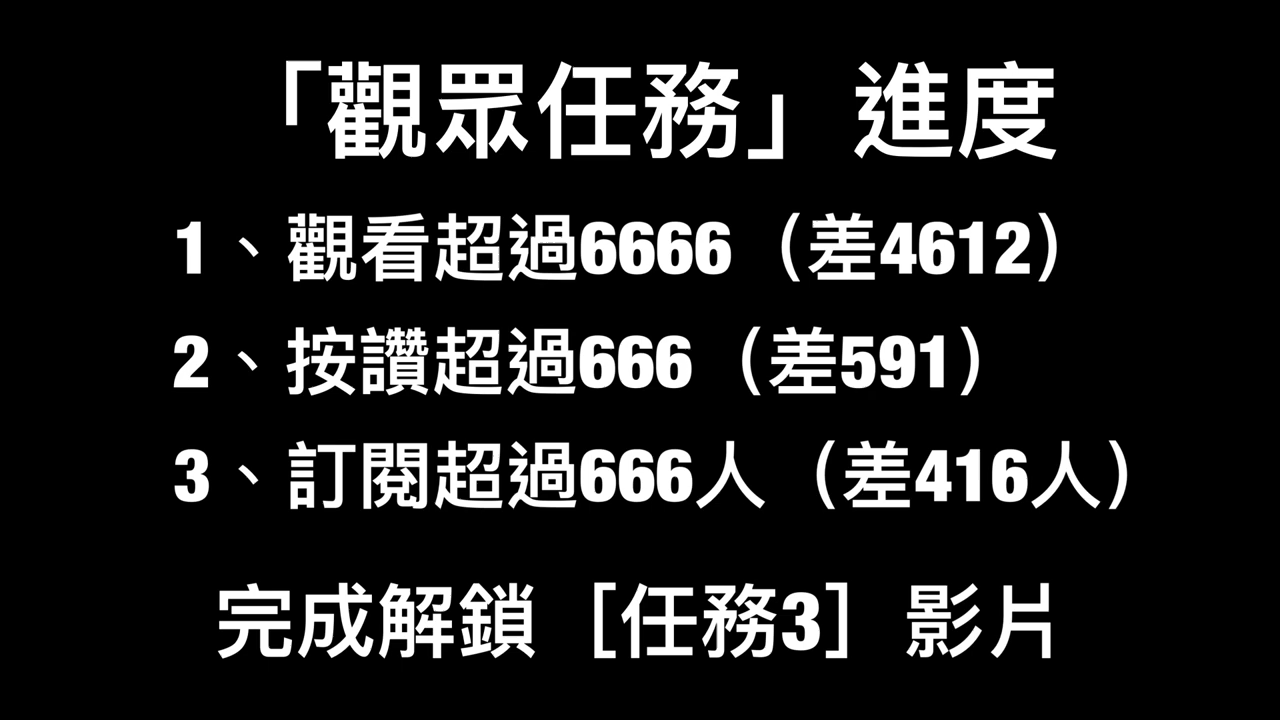 「觀眾任務」進度
1、觀看超過6666（差4612）
2、按讚超過666（差591）
3、訂閱超過666人（差416人）
完成解鎖［任務3］影片